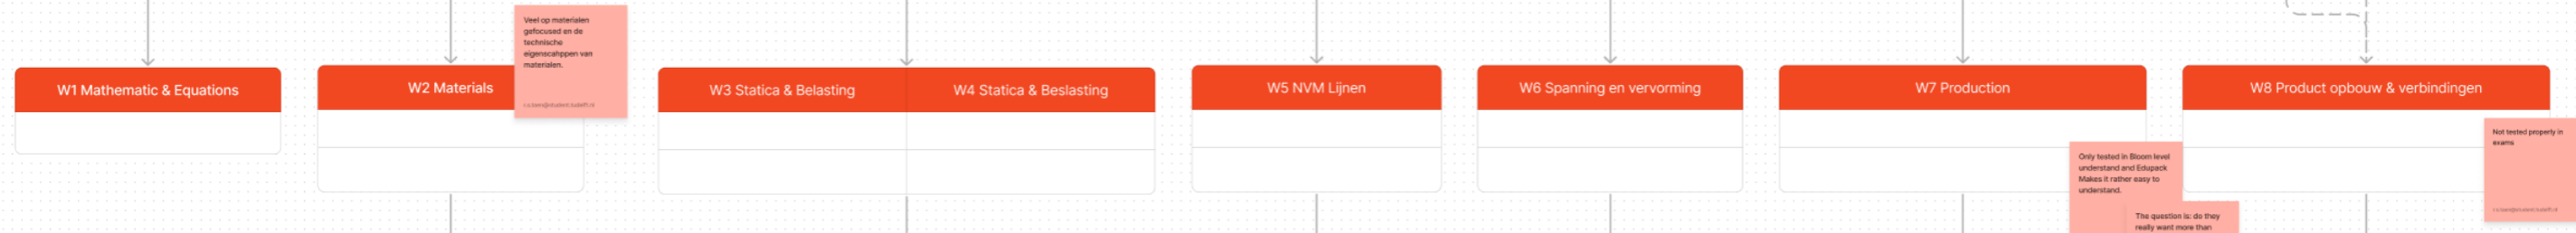 W1 Mathematic & Equations
W2 Materials
Veel op materialen
gefocused en de
technische
eigenscahppen van
materialen.
W3 Statica & Belasting
W4 Statica & Beslasting
W5 NVM Lijnen
W6 Spanning en vervorming
W7 Production
Only tested in Bloom level
understand and Edupack
Makes it rather easy to
understand.
The question is: do they
really want more than
W8 Product opbouw & verbindingen
Not tested properly in
exams